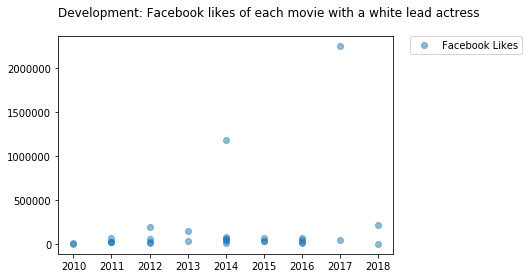 Development: Facebook likes of each movie with a white lead actress
Facebook Likes
2000000
1500000
1000000
500000
0
2010 2011 2012 2013 2014 2015 2016 2017 2018